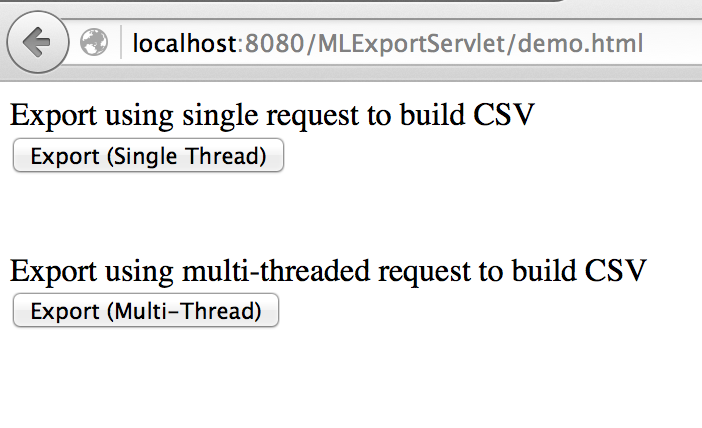 localhost:8080/MLExportServlet/demo.html
Export using single request to build CSV
Export (Single Thread)
Export using multi-threaded request to build CSV
Export (Multi-Thread)